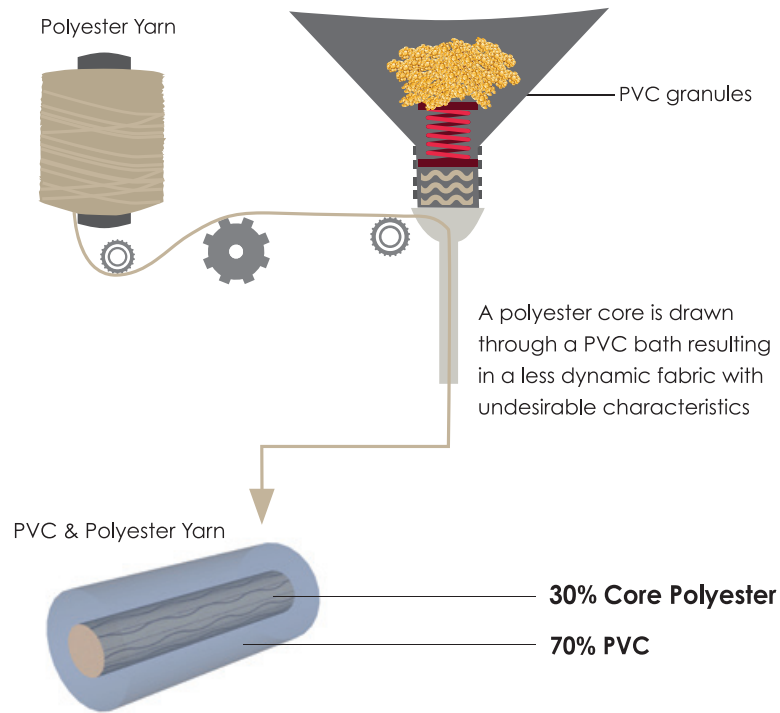 Polyester Yarn
PVC granules
A polyester core is drawn
through a PVC bath resulting
in a less dynamic fabric with
undesirable characteristics
PVC & Polyester Yarn
30% Core Polyester
70% PVC